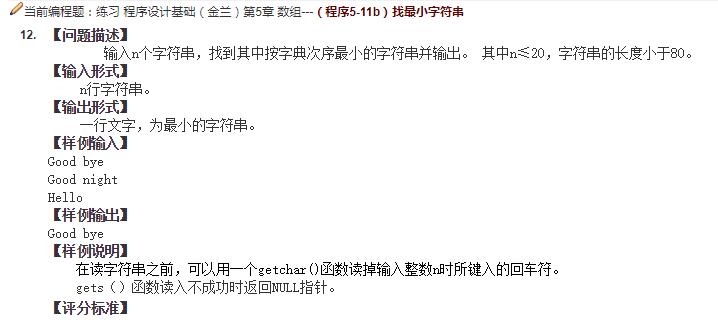 当前编程题：练习 程序设计基础（金兰）第5章 数组---（程序5-11b）找最小字符串
12. 【问题描述】
输入n个字符串，找到其中按字典次序最小的字符串并输出。 其中n≤20，字符串的长度小于80。
【输入形式】
n行字符串。
【输出形式】
一行文字，为最小的字符串。
【样例输入】
Good bye
Good night
Hello
【样例输出】
Good bye
【样例说明】
在读字符串之前，可以用一个getchar()函数读掉输入整数n时所键入的回车符。
gets（）函数读入不成功时返回NULL指针。
【评分标准】